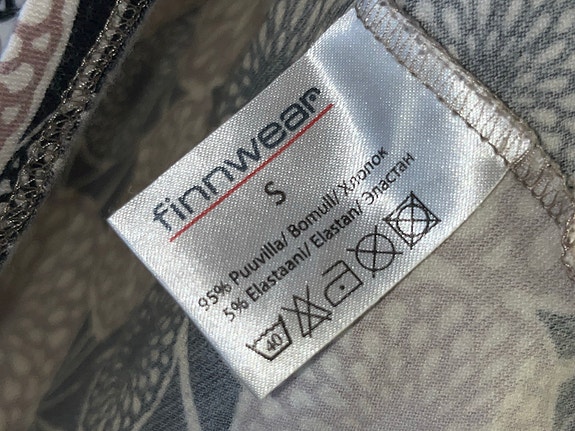 finnwear
S
95% Puuvilla/ Bomull/ Хлопок
5% Elastaani/ Elastan/ Эластан
40